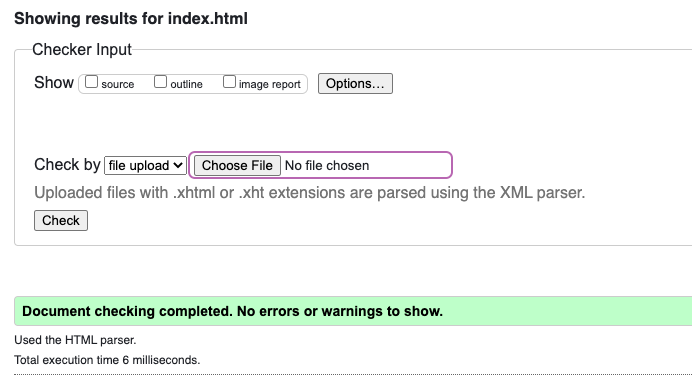 Showing results for index.html
Checker Input
Show source outline image report Options...
Check by file upload Choose File No file chosen
Uploaded files with .xhtml or .xht extensions are parsed using the XML parser.
Check
Document checking completed. No errors or warnings to show.
Used the HTML parser.
Total execution time 6 milliseconds.